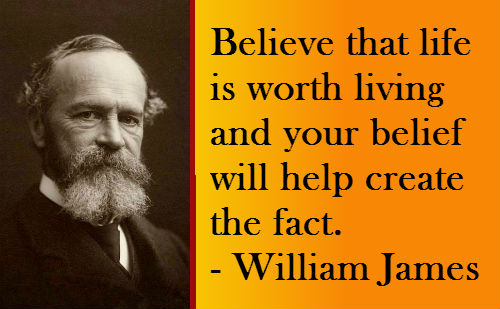 Believe that life
is worth living
and your belief
will help create
the fact.
- William James